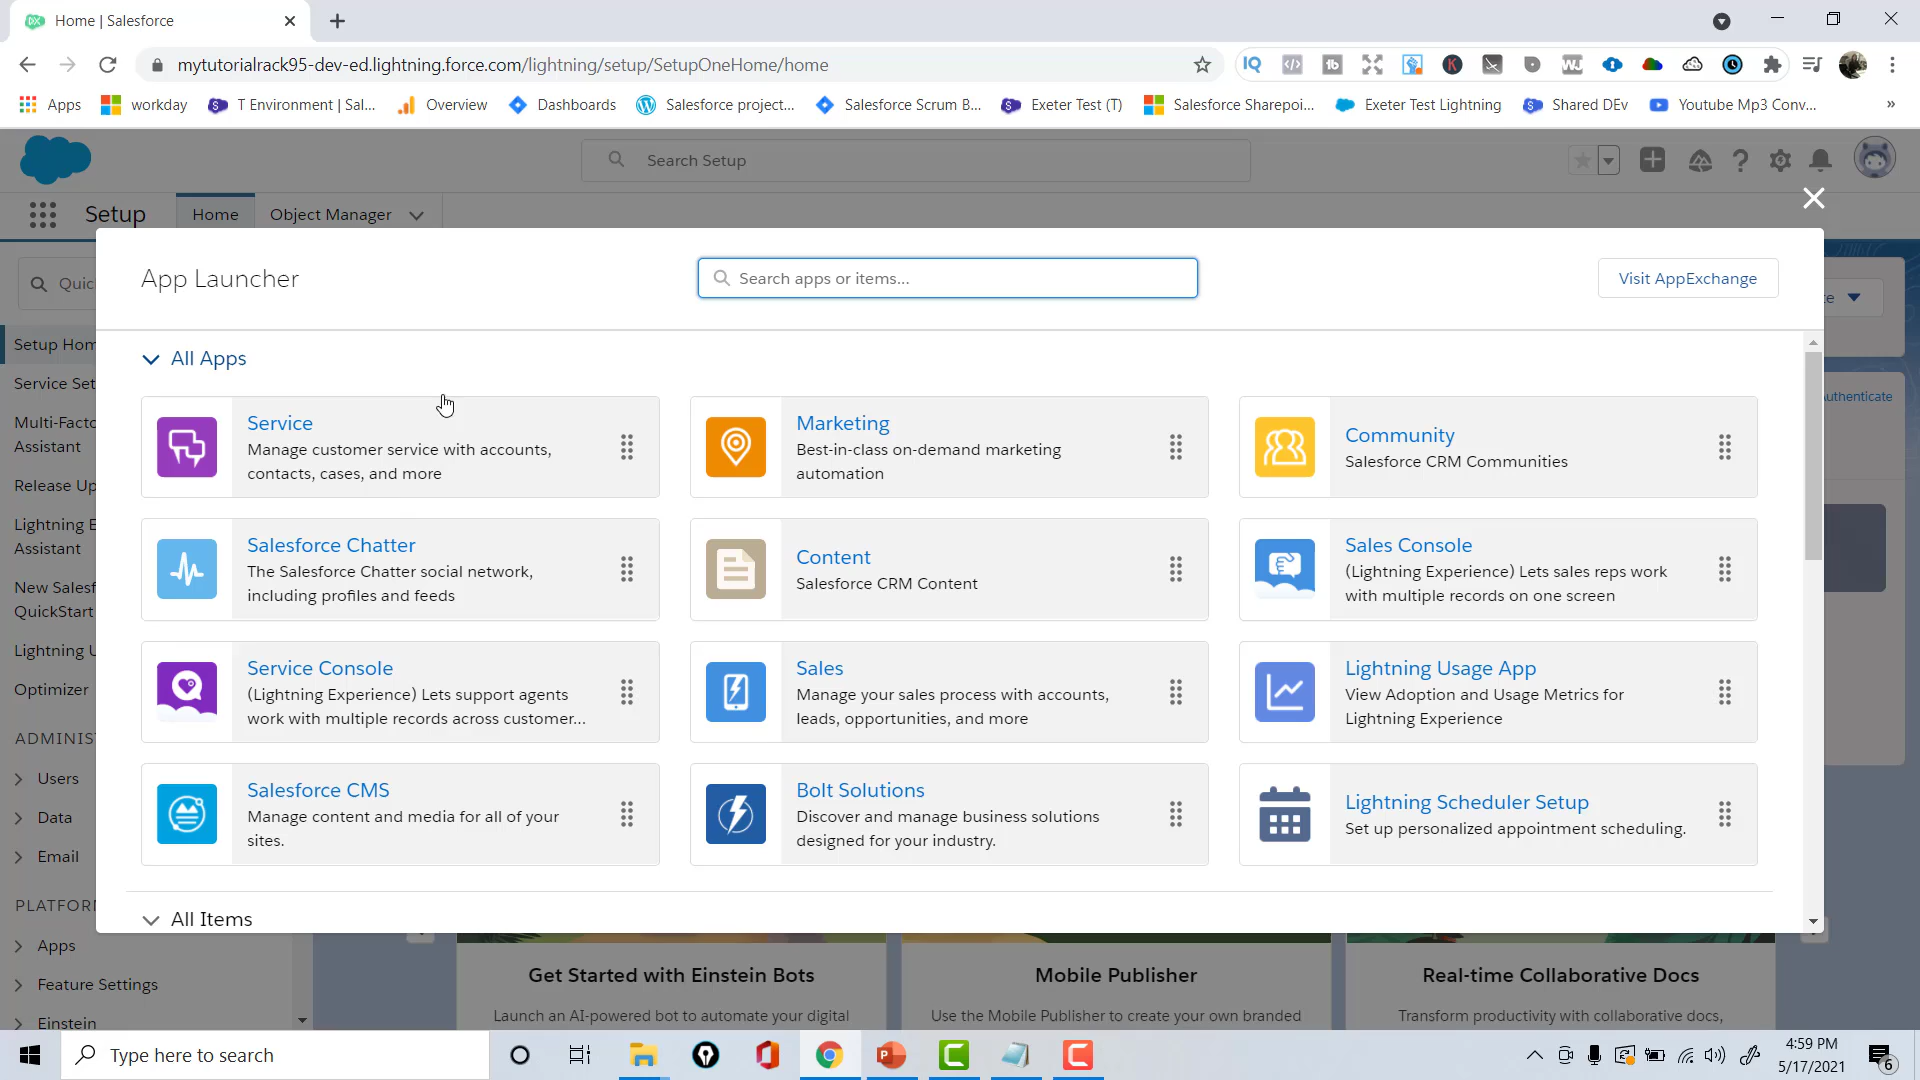 Home | Salesforce
mytutorialrack95-dev-ed.lightning.force.com/lightning/setup/SetupOneHome/home
Apps workday T Environment | Sal... Overview Dashboards Salesforce project... Salesforce Scrum B... Exeter Test (T) Salesforce Sharepoi... Exeter Test Lightning Shared DEv Youtube Mp3 Conv... »
Search Setup
Setup Home Object Manager
App Launcher
Search apps or items...
Visit AppExchange
Quic
Setup Hom
Service Set
Multi-Facto
Assistant
Release Up
Lightning E
Assistant
New Salesf
QuickStart
Lightning U
Optimizer
ADMINIS
Users
Data
Email
PLATFORM
Apps
Feature Settings
Einstein
All Apps
Service
Manage customer service with accounts,
contacts, cases, and more
Marketing
Best-in-class on-demand marketing
automation
Community
Salesforce CRM Communities
Salesforce Chatter
The Salesforce Chatter social network,
including profiles and feeds
Content
Salesforce CRM Content
Sales Console
(Lightning Experience) Lets sales reps work
with multiple records on one screen
Service Console
(Lightning Experience) Lets support agents
work with multiple records across customer...
Sales
Manage your sales process with accounts,
leads, opportunities, and more
Lightning Usage App
View Adoption and Usage Metrics for
Lightning Experience
Salesforce CMS
Manage content and media for all of your
sites.
Bolt Solutions
Discover and manage business solutions
designed for your industry.
Lightning Scheduler Setup
Set up personalized appointment scheduling.
All Items
Get Started with Einstein Bots
Launch an AI-powered bot to automate your digital
Mobile Publisher
Use the Mobile Publisher to create your own branded
Real-time Collaborative Docs
Transform productivity with collaborative docs,
Type here to search
4:59 PM
5/17/2021
6